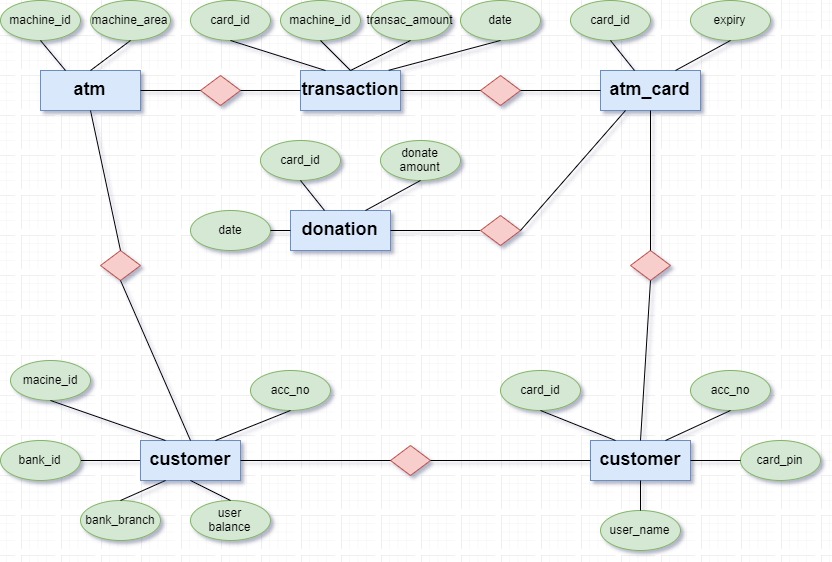 machine_id
machine_area
card_id
machine_id
transac_amount
date
card_id
expiry
atm
transaction
atm_card
card_id
donate
amount
date
donation
macine_id
acc_no
card_id
acc_no
bank_id
customer
customer
card_pin
bank_branch
user
balance
user_name